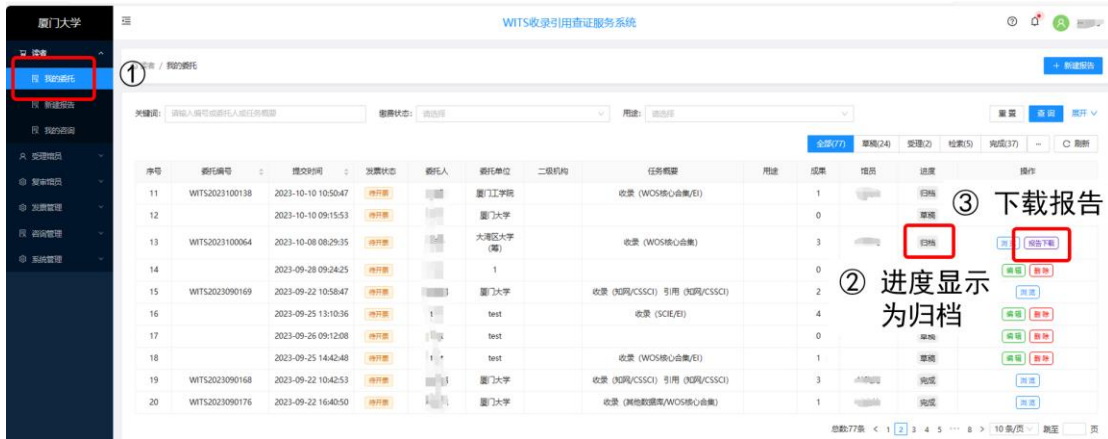 厦门大学
WITS收录引用查证服务系统
读者
我的委托
新建报告
我的咨询
受理馆员
复审馆员
发票管理
咨询管理
系统管理
①
/ 我的委托
+ 新建报告
关键词: 请输入编号或委托人或任务概要 缴费状态: 请选择 用途: 请选择 重置 查询 展开
全部(77) 草稿(24) 受理(2) 检索(5) 完成(37) ··· 刷新
序号 委托编号 提交时间 发票状态 委托人 委托单位 二级机构 任务概要 用途 成果 馆员 进度 操作
11 WITS2023100138 2023-10-10 10:50:47 待开票 厦门工学院 收录 (WOS核心合集/EI) 1 归档
③ 下载报告
12 2023-10-10 09:15:53 待开票 厦门大学 0 草稿
13 WITS2023100064 2023-10-08 08:29:35 待开票 大湾区大学(筹) 收录 (WOS核心合集) 3 归档 报告下载
14 2023-09-28 09:24:25 待开票 1 0 编辑 删除
② 进度显示为归档
15 WITS2023090169 2023-09-22 10:58:47 待开票 厦门大学 收录 (知网/CSSCI) 引用 (知网/CSSCI) 2 浏览
16 2023-09-25 13:10:36 待开票 test 收录 (SCIE/EI) 4 编辑 删除
17 2023-09-26 09:12:08 待开票 test 0 草稿 编辑 删除
18 2023-09-25 14:42:48 待开票 test 收录 (WOS核心合集/EI) 1 草稿 编辑 删除
19 WITS2023090168 2023-09-22 10:42:53 待开票 厦门大学 收录 (知网/CSSCI) 引用 (知网/CSSCI) 3 完成 浏览
20 WITS2023090176 2023-09-22 16:40:50 待开票 厦门大学 收录 (其他数据库/WOS核心合集) 1 完成 浏览
总数:77条 < 1 2 3 4 5 ··· 8 > 10 条/页 跳至 页